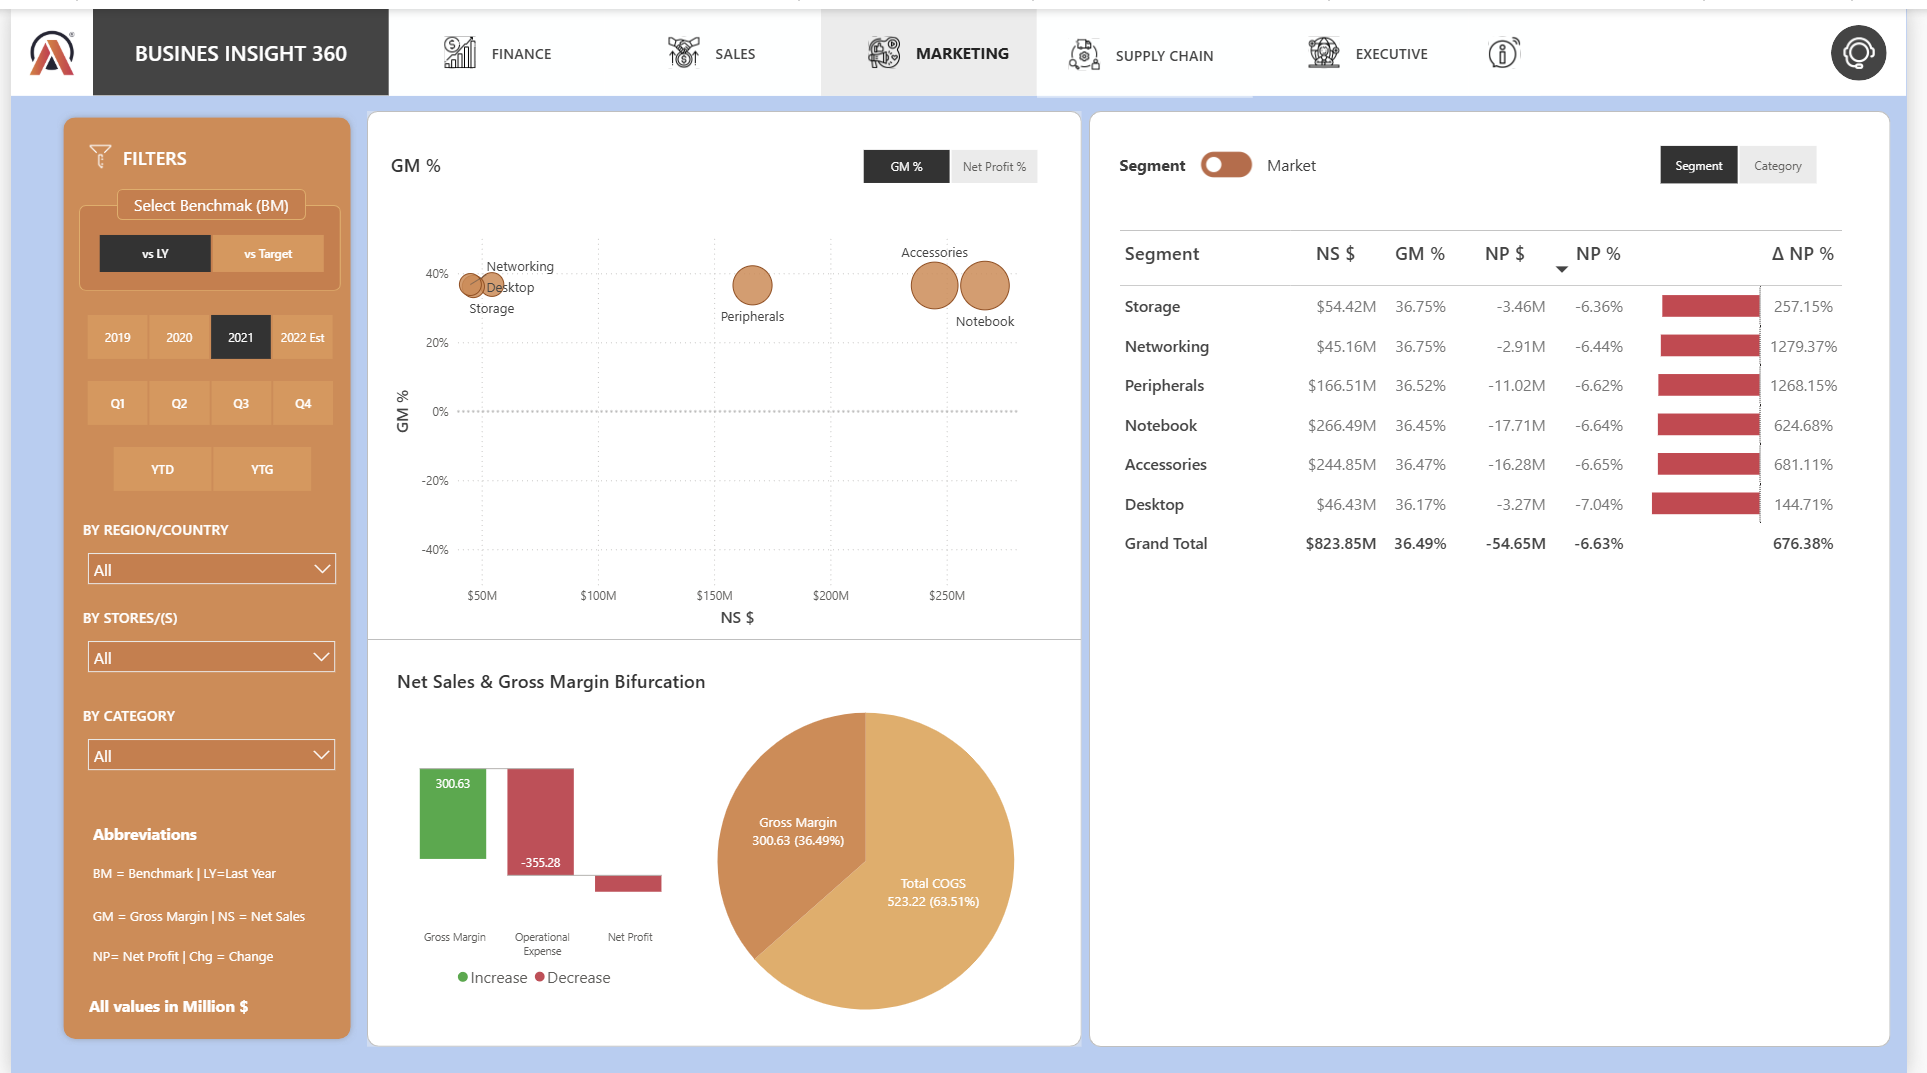 BUSINES INSIGHT 360
FINANCE
SALES
MARKETING
SUPPLY CHAIN
EXECUTIVE
FILTERS
Select Benchmak (BM)
vs LY
vs Target
2019
2020
2021
2022 Est
Q1
Q2
Q3
Q4
YTD
YTG
BY REGION/COUNTRY
All
BY STORES/(S)
All
BY CATEGORY
All
Abbreviations
BM = Benchmark | LY=Last Year
GM = Gross Margin | NS = Net Sales
NP= Net Profit | Chg = Change
All values in Million $
GM %
GM %
Net Profit %
GM %
40%
20%
0%
-20%
-40%
Networking
Desktop
Storage
Peripherals
Accessories
Notebook
$50M
$100M
$150M
$200M
$250M
NS $
Net Sales & Gross Margin Bifurcation
300.63
-355.28
Gross Margin
Operational
Expense
Net Profit
Increase
Decrease
Gross Margin
300.63 (36.49%)
Total COGS
523.22 (63.51%)
Segment
Market
Segment
Category
Segment NS $ GM % NP $ NP % Δ NP %
Storage $54.42M 36.75% -3.46M -6.36% 257.15%
Networking $45.16M 36.75% -2.91M -6.44% 1279.37%
Peripherals $166.51M 36.52% -11.02M -6.62% 1268.15%
Notebook $266.49M 36.45% -17.71M -6.64% 624.68%
Accessories $244.85M 36.47% -16.28M -6.65% 681.11%
Desktop $46.43M 36.17% -3.27M -7.04% 144.71%
Grand Total $823.85M 36.49% -54.65M -6.63% 676.38%